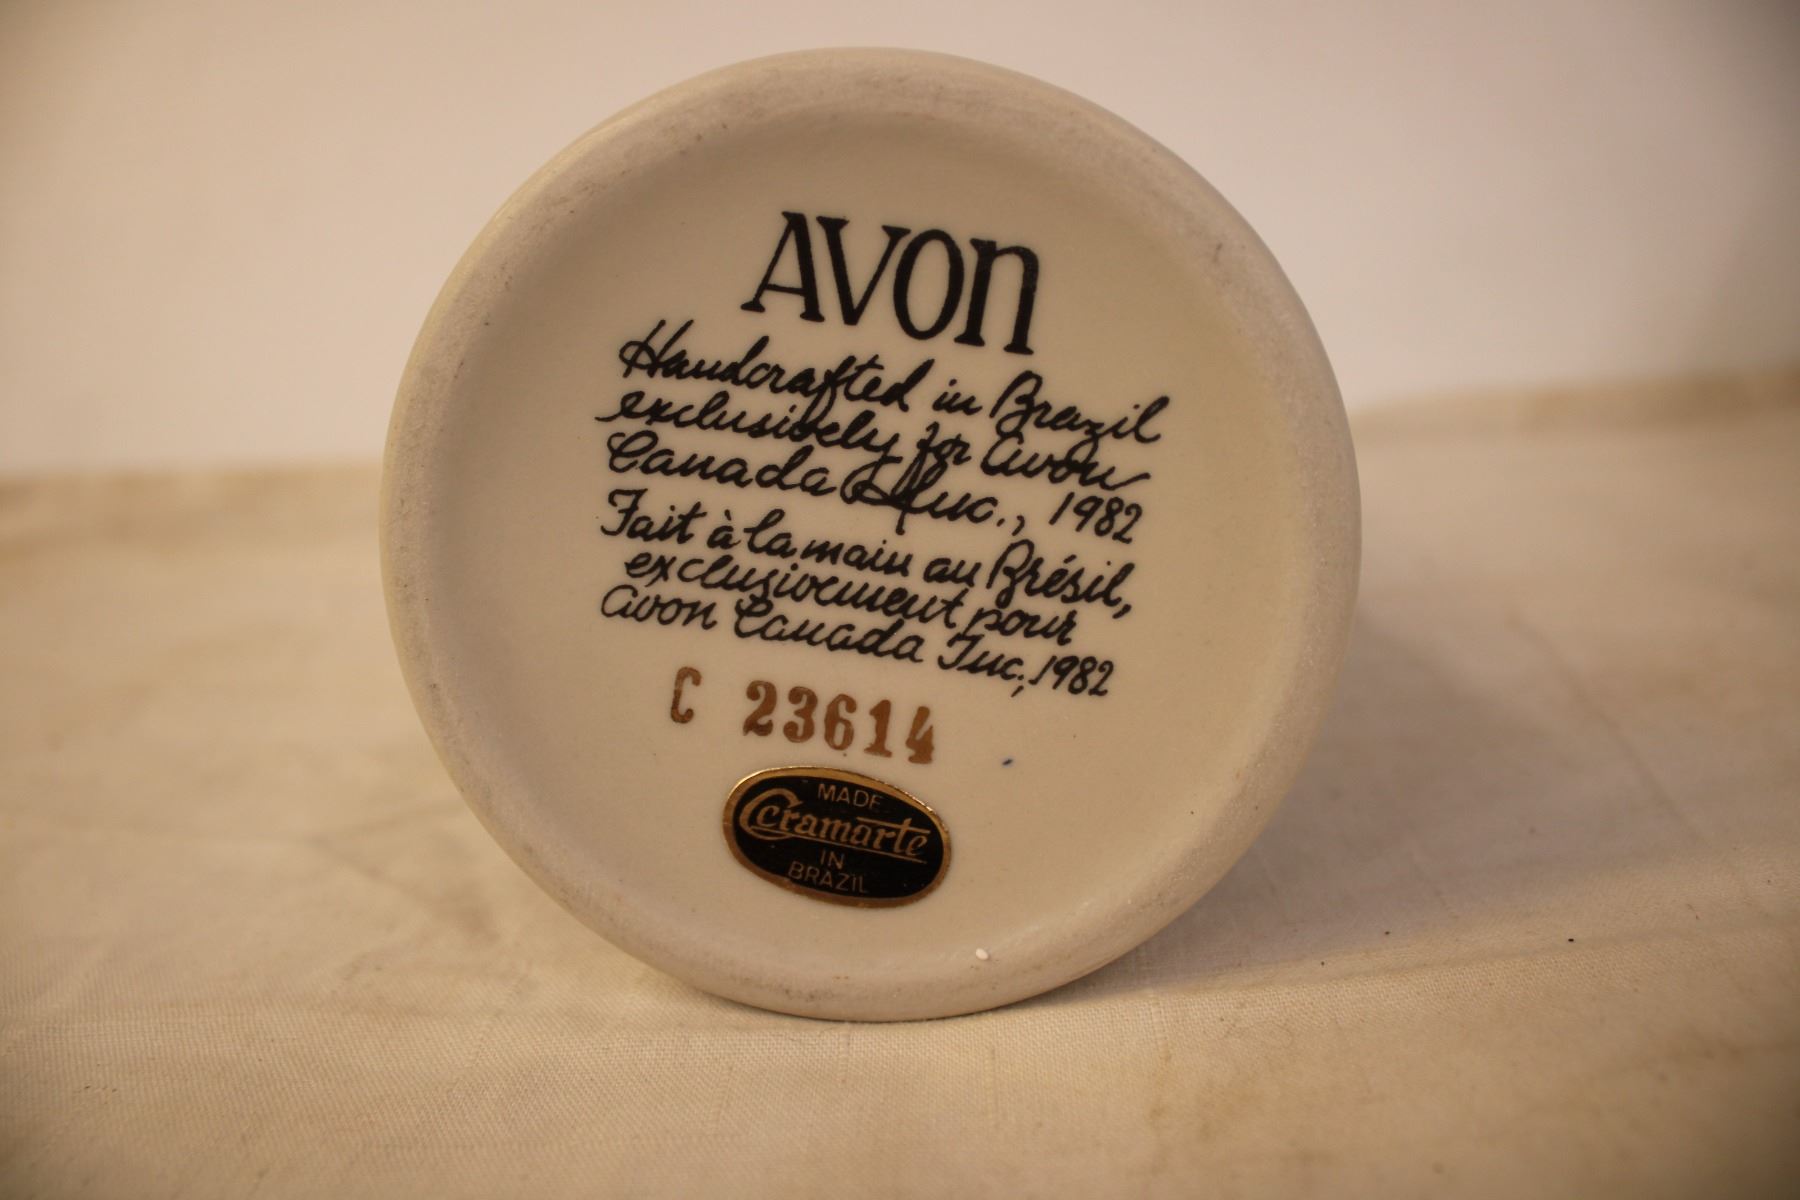 AVON
Handcrafted in Brazil
exclusively for Avon
Canada Inc., 1982
Fait à la main au Brésil,
exclusivement pour
Avon Canada Inc., 1982
C 23614
MADE
Ceramarte
IN
BRAZIL